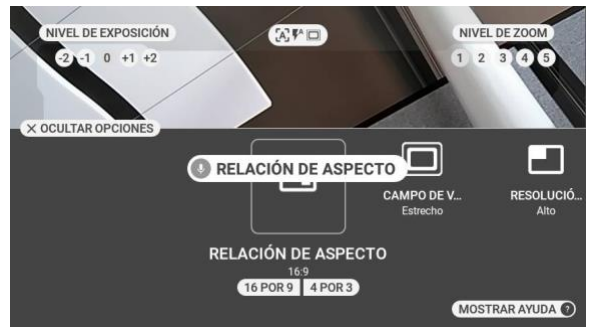 NIVEL DE EXPOSICIÓN
-2 -1 0 +1 +2
A
NIVEL DE ZOOM
1 2 3 4 5
OCULTAR OPCIONES
RELACIÓN DE ASPECTO
CAMPO DE V...
Estrecho
RESOLUCIÓ...
Alto
RELACIÓN DE ASPECTO
16:9
16 POR 9 4 POR 3
MOSTRAR AYUDA ?